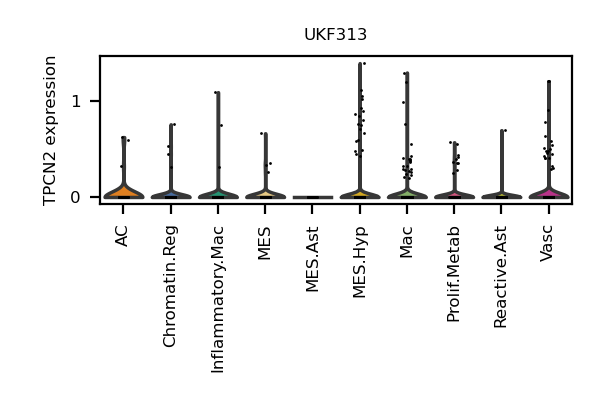 UKF313
TPCN2 expression
1
0
AC
Chromatin.Reg
Inflammatory.Mac
MES
MES.Ast
MES.Hyp
Mac
Prolif.Metab
Reactive.Ast
Vasc